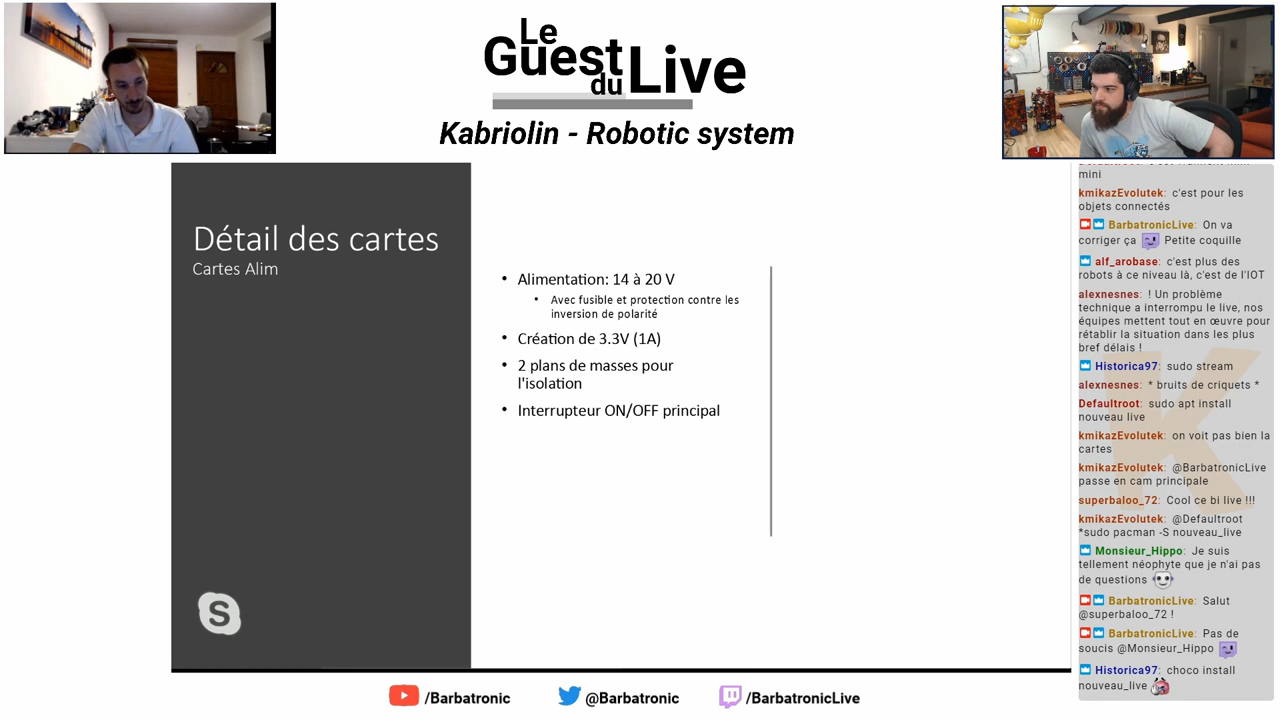 Le
Guest
du Live
Kabriolin - Robotic system
Détail des cartes
Cartes Alim
• Alimentation: 14 à 20 V
• Avec fusible et protection contre les
inversion de polarité
• Création de 3.3V (1A)
• 2 plans de masses pour
l'isolation
• Interrupteur ON/OFF principal
S
mini
kmikazEvolutek: c'est pour les
objets connectés
BarbatronicLive: On va
corriger ça Petite coquille
alf_arobase: c'est plus des
robots à ce niveau là, c'est de l'IOT
alexnesnes: ! Un problème
technique a interrompu le live, nos
équipes mettent tout en œuvre pour
rétablir la situation dans les plus
bref délais !
Historica97: sudo stream
alexnesnes: * bruits de criquets *
Defaultroot: sudo apt install
nouveau live
kmikazEvolutek: on voit pas bien la
cartes
kmikazEvolutek: @BarbatronicLive
passe en cam principale
superbaloo_72: Cool ce bi live !!!
kmikazEvolutek: @Defaultroot
*sudo pacman -S nouveau_live
Monsieur_Hippo: Je suis
tellement néophyte que je n'ai pas
de questions
BarbatronicLive: Salut
@superbaloo_72 !
BarbatronicLive: Pas de
soucis @Monsieur_Hippo
Historica97: choco install
nouveau_live
/Barbatronic
@Barbatronic
/BarbatronicLive